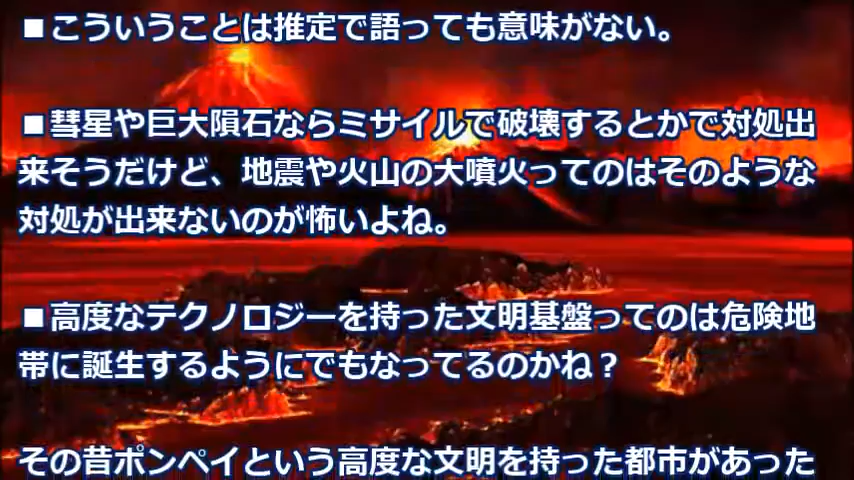 ■こういうことは推定で語っても意味がない。
■彗星や巨大隕石ならミサイルで破壊するとかで対処出
来そうだけど、地震や火山の大噴火ってのはそのような
対処が出来ないのが怖いよね。
■高度なテクノロジーを持った文明基盤ってのは危険地
帯に誕生するようにでもなってるのかね？
その昔ポンペイという高度な文明を持った都市があった